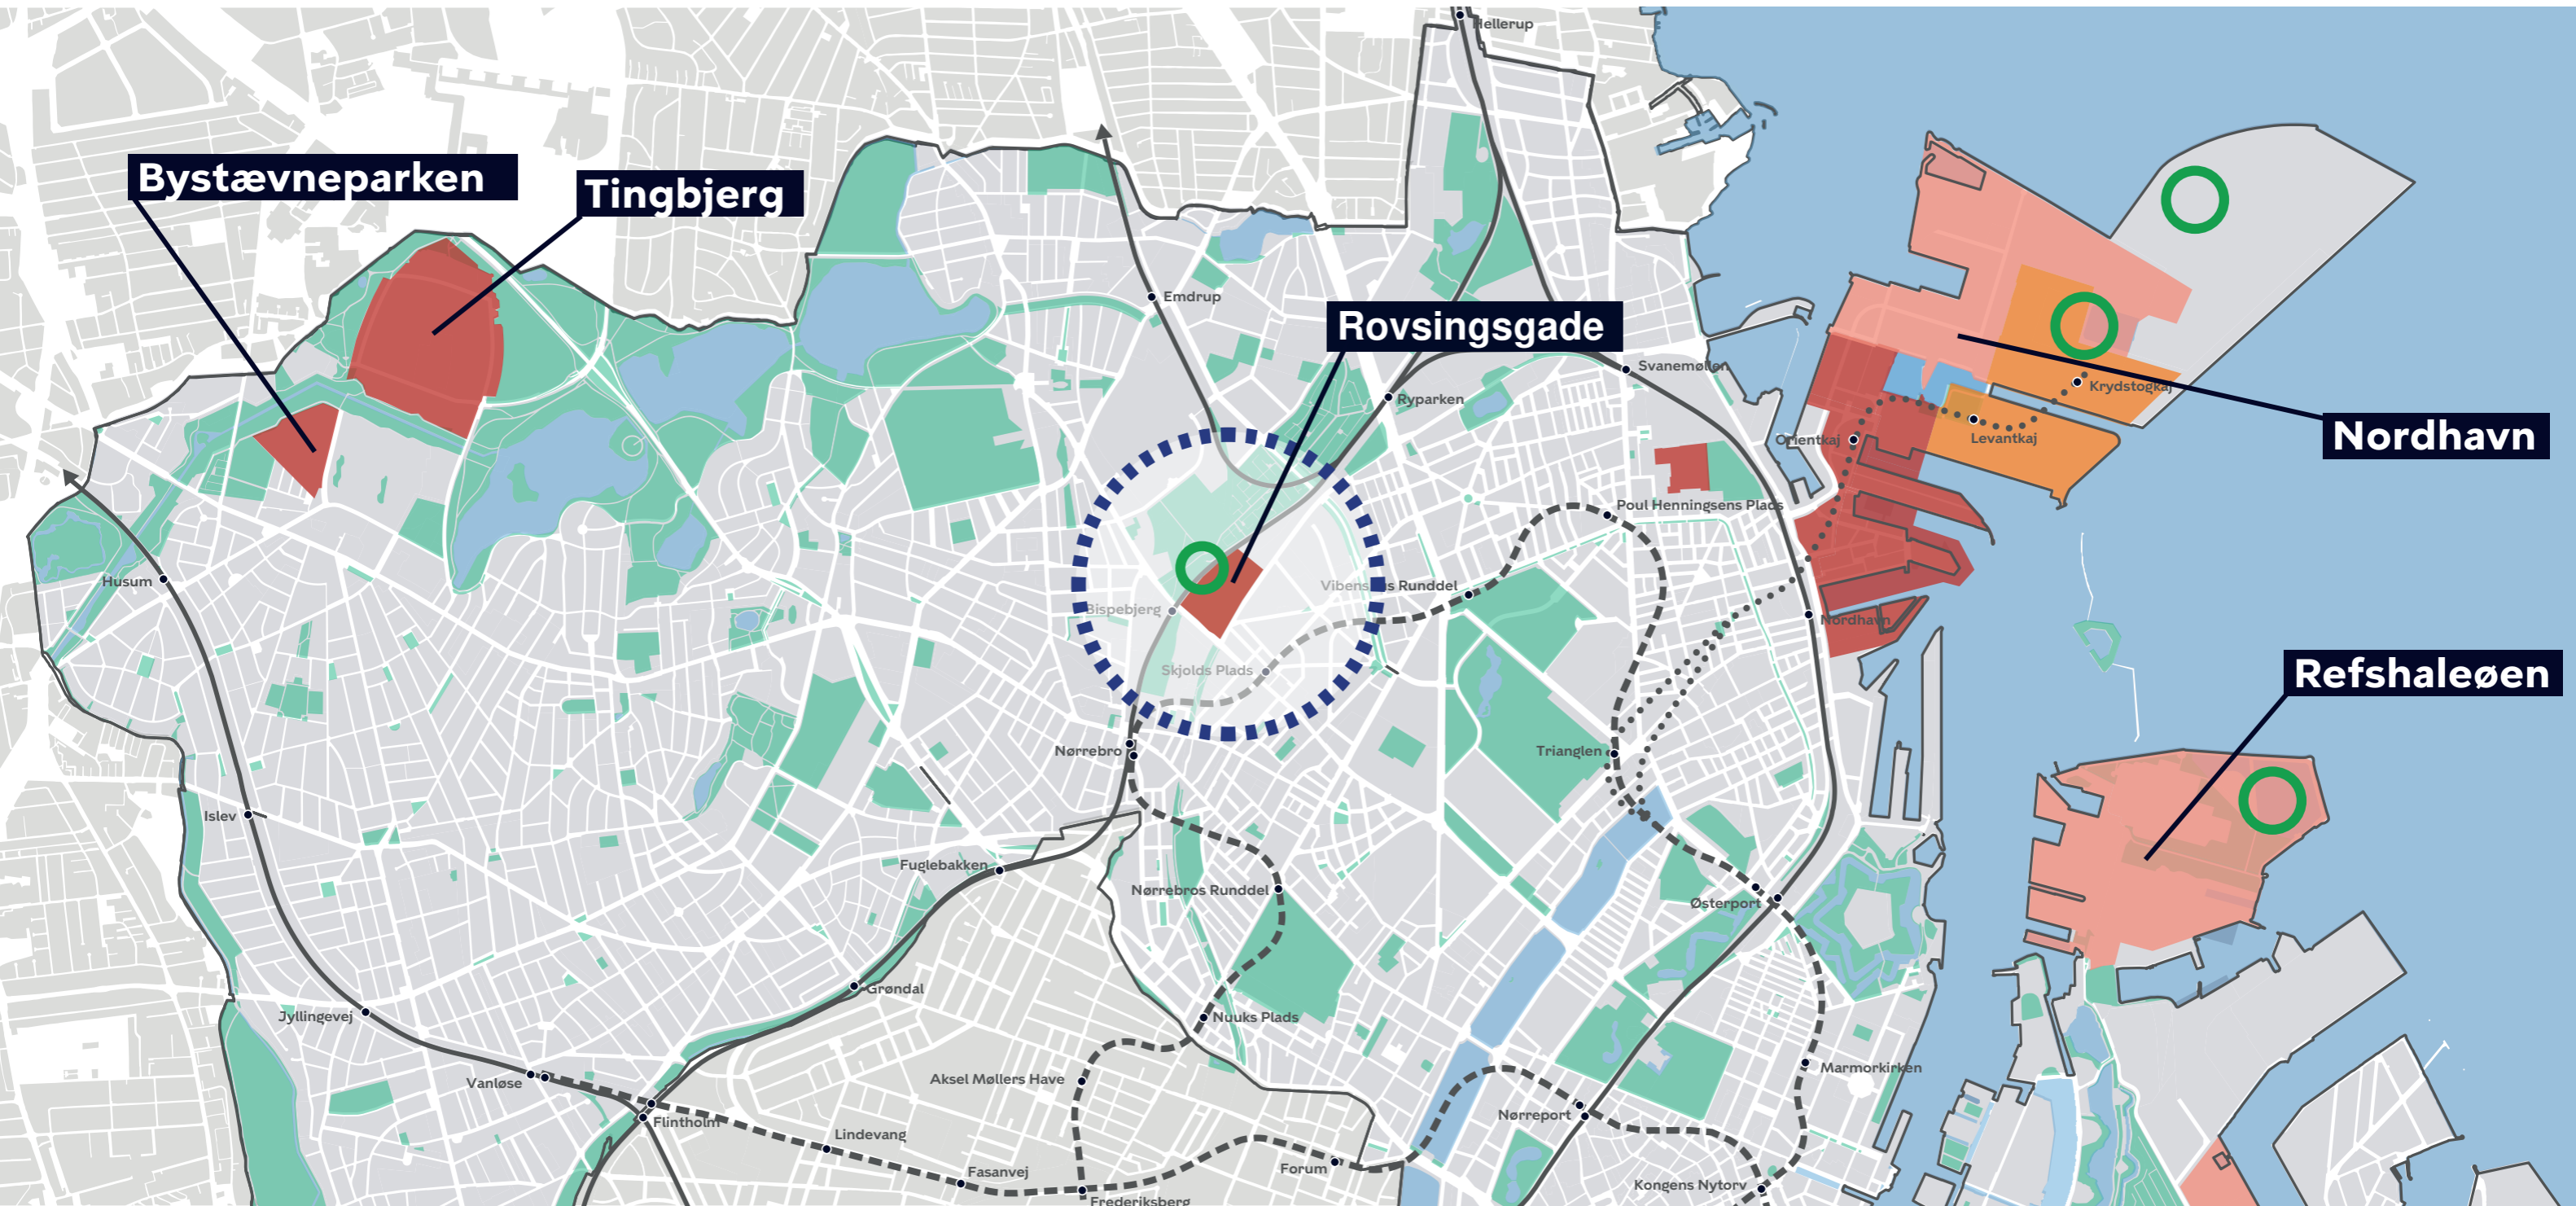 Hellerup
Bystævneparken
Tingbjerg
Emdrup
Rovsingsgade
Svanemøllen
Krydstogkaj
Ryparken
Nordhavn
Orientkaj
Levantkaj
Poul Henningsens Plads
Husum
Vibenshus Runddel
Bispebjerg
Nordhavn
Skjolds Plads
Refshaleøen
Nørrebro
Trianglen
Islev
Fuglebakken
Nørrebros Runddel
Østerport
Grøndal
Jyllingevej
Nuuks Plads
Marmorkirken
Vanløse
Aksel Møllers Have
Nørreport
Flintholm
Lindevang
Fasanvej
Forum
Kongens Nytorv
Frederiksberg